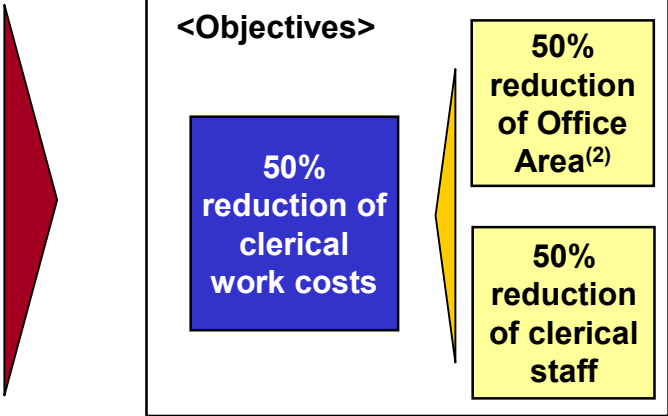 <Objectives>
50%
reduction of
clerical
work costs
50%
reduction
of Office
Area(2)
50%
reduction
of clerical
staff